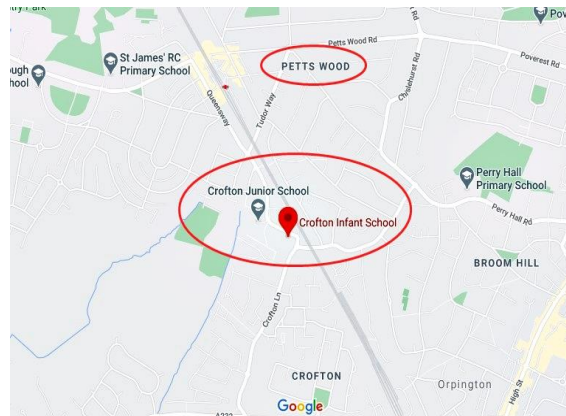 Petts Wood Rd
Poverest Rd
St James' RC
Primary School
PETTS WOOD
Queensway
Tudor Way
Chislehurst Rd
Crofton Junior School
Crofton Infant School
Perry Hall
Primary School
Perry Hall Rd
BROOM HILL
Crofton Ln
CROFTON
Orpington
High St
Google